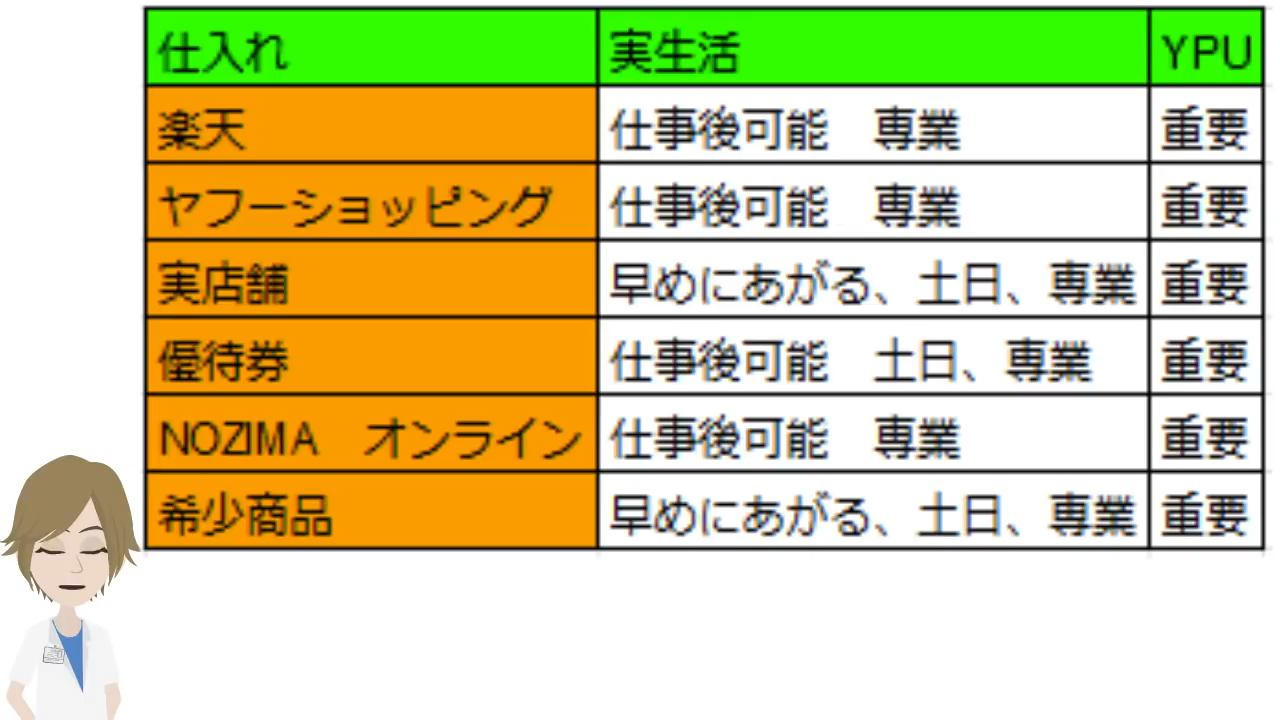 仕入れ 実生活 YPU
楽天 仕事後可能　専業 重要
ヤフーショッピング 仕事後可能　専業 重要
実店舗 早めにあがる、土日、専業 重要
優待券 仕事後可能　土日、専業 重要
NOZIMA　オンライン 仕事後可能　専業 重要
希少商品 早めにあがる、土日、専業 重要